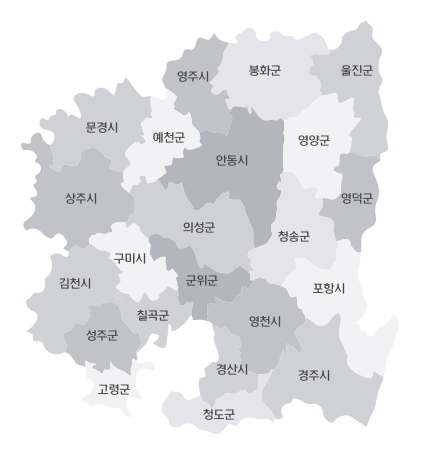 봉화군
울진군
영주시
문경시
예천군
영양군
안동시
상주시
영덕군
의성군
청송군
구미시
군위군
김천시
포항시
칠곡군
영천시
성주군
경산시
경주시
고령군
청도군